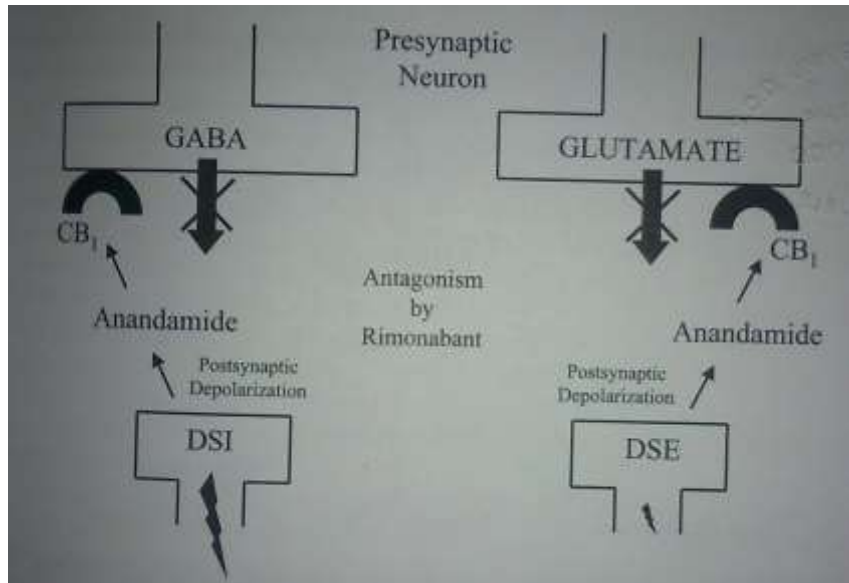 Presynaptic
Neuron
GABA
GLUTAMATE
CB1
CB1
Antagonism
by
Rimonabant
Anandamide
Anandamide
Postsynaptic
Depolarization
Postsynaptic
Depolarization
DSI
DSE